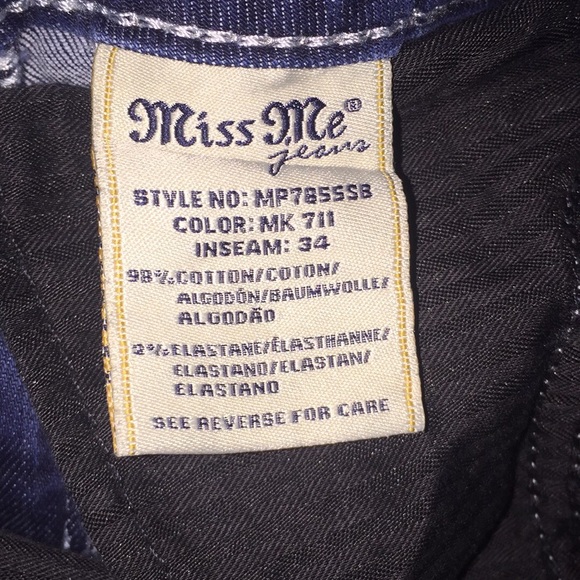 Miss Me®
jeans
STYLE NO: MP7855SB
COLOR: MK 711
INSEAM: 34
98%COTTON/COTON/
ALGODÓN/BAUMWOLLE/
ALGODÃO
2%ELASTANE/ÉLASTHANNE/
ELASTANO/ELASTAN/
ELASTANO
SEE REVERSE FOR CARE